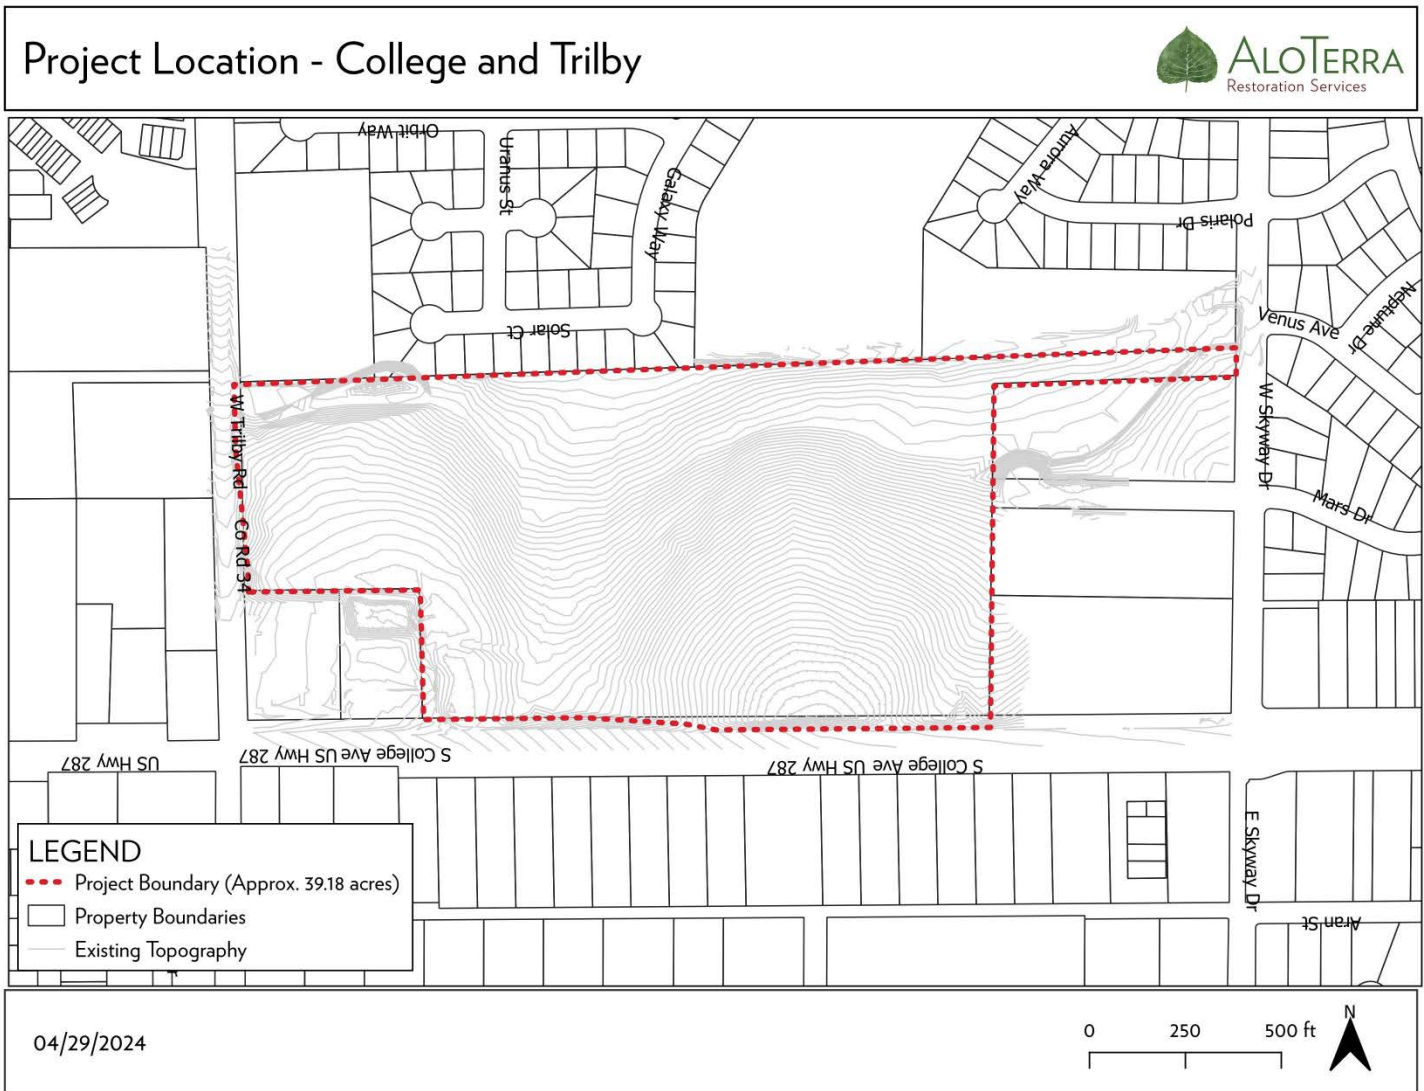 Project Location - College and Trilby
ALOTERRA
Restoration Services
Orbit Way
Uranus St
Galaxy Way
Aurora Way
Polaris Dr
Solar Ct
Venus Ave
Neptune Dr
W Trilby Rd
Co Rd 34
W Skyway Dr
Mars Dr
US Hwy 287
S College Ave US Hwy 287
S College Ave US Hwy 287
E Skyway Dr
Aran St
LEGEND
Project Boundary (Approx. 39.18 acres)
Property Boundaries
Existing Topography
04/29/2024
0 250 500 ft
N